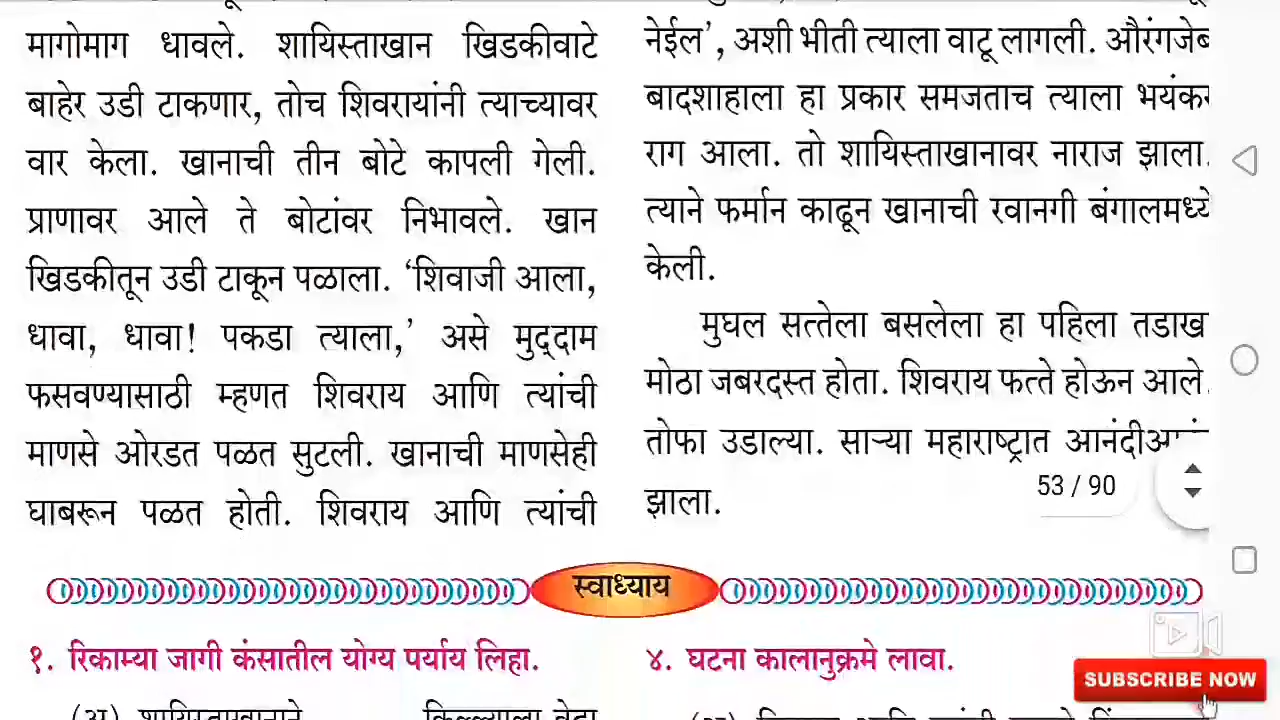 मागोमाग धावले. शायिस्ताखान खिडकीवाटे
बाहेर उडी टाकणार, तोच शिवरायांनी त्याच्यावर
वार केला. खानाची तीन बोटे कापली गेली.
प्राणावर आले ते बोटांवर निभावले. खान
खिडकीतून उडी टाकून पळाला. ‘शिवाजी आला,
धावा, धावा! पकडा त्याला,’ असे मुद्‌दाम
फसवण्यासाठी म्हणत शिवराय आणि त्यांची
माणसे ओरडत पळत सुटली. खानाची माणसेही
घाबरून पळत होती. शिवराय आणि त्यांची
नेईल’, अशी भीती त्याला वाटू लागली. औरंगजेब
बादशाहाला हा प्रकार समजताच त्याला भयंकर
राग आला. तो शायिस्ताखानावर नाराज झाला.
त्याने फर्मान काढून खानाची रवानगी बंगालमध्ये
केली.
मुघल सत्तेला बसलेला हा पहिला तडाखा
मोठा जबरदस्त होता. शिवराय फत्ते होऊन आले.
तोफा उडाल्या. साऱ्या महाराष्ट्रात
झाला.
53 / 90
स्वाध्याय
१. रिकाम्या जागी कंसातील योग्य पर्याय लिहा.
(अ) शायिस्ताखानाने किल्ल्याला वेढा
४. घटना कालानुक्रमे लावा.
SUBSCRIBE NOW